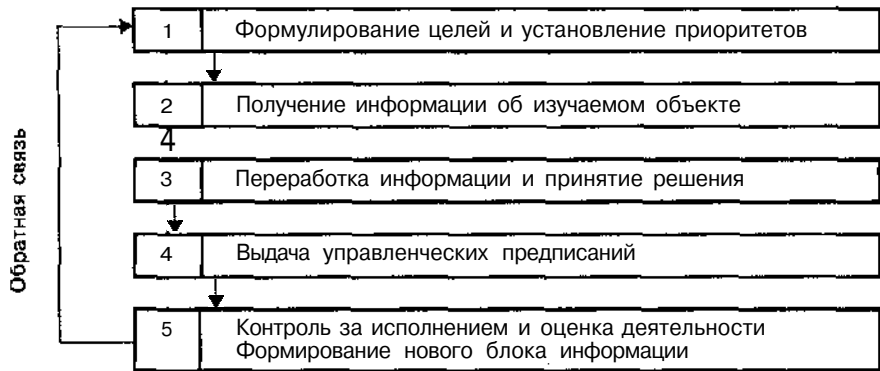 1 Формулирование целей и установление приоритетов
2 Получение информации об изучаемом объекте
4
3 Переработка информации и принятие решения
4 Выдача управленческих предписаний
5 Контроль за исполнением и оценка деятельности
Формирование нового блока информации
Обратная связь